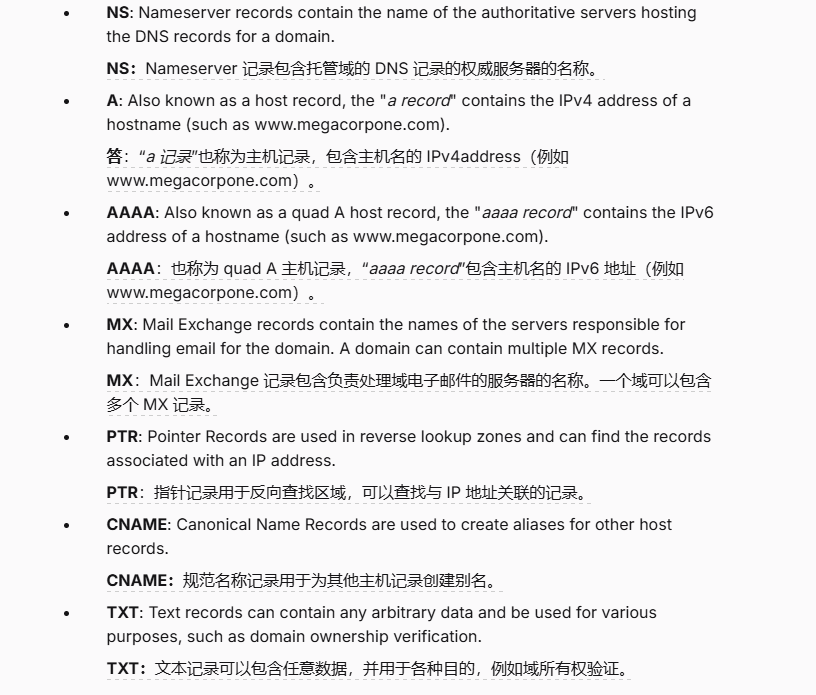 • NS: Nameserver records contain the name of the authoritative servers hosting
the DNS records for a domain.
NS：Nameserver 记录包含托管域的 DNS 记录的权威服务器的名称。
• A: Also known as a host record, the "a record" contains the IPv4 address of a
hostname (such as www.megacorpone.com).
答：“a 记录”也称为主机记录，包含主机名的 IPv4address（例如
www.megacorpone.com）。
• AAAA: Also known as a quad A host record, the "aaaa record" contains the IPv6
address of a hostname (such as www.megacorpone.com).
AAAA：也称为 quad A 主机记录，“aaaa record”包含主机名的 IPv6 地址（例如
www.megacorpone.com）。
• MX: Mail Exchange records contain the names of the servers responsible for
handling email for the domain. A domain can contain multiple MX records.
MX：Mail Exchange 记录包含负责处理域电子邮件的服务器的名称。一个域可以包含
多个 MX 记录。
• PTR: Pointer Records are used in reverse lookup zones and can find the records
associated with an IP address.
PTR：指针记录用于反向查找区域，可以查找与 IP 地址关联的记录。
• CNAME: Canonical Name Records are used to create aliases for other host
records.
CNAME：规范名称记录用于为其他主机记录创建别名。
• TXT: Text records can contain any arbitrary data and be used for various
purposes, such as domain ownership verification.
TXT：文本记录可以包含任意数据，并用于各种目的，例如域所有权验证。